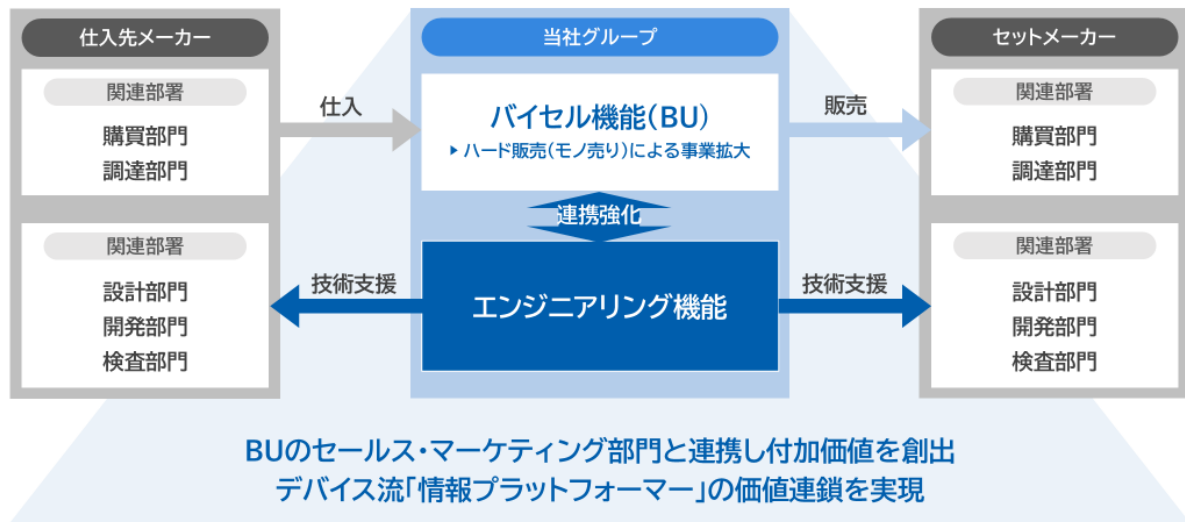 仕入先メーカー
関連部署
購買部門
調達部門
関連部署
設計部門
開発部門
検査部門
仕入
技術支援
当社グループ
バイセル機能(BU)
▶ ハード販売(モノ売り)による事業拡大
連携強化
エンジニアリング機能
販売
技術支援
セットメーカー
関連部署
購買部門
調達部門
関連部署
設計部門
開発部門
検査部門
BUのセールス・マーケティング部門と連携し付加価値を創出
デバイス流「情報プラットフォーマー」の価値連鎖を実現